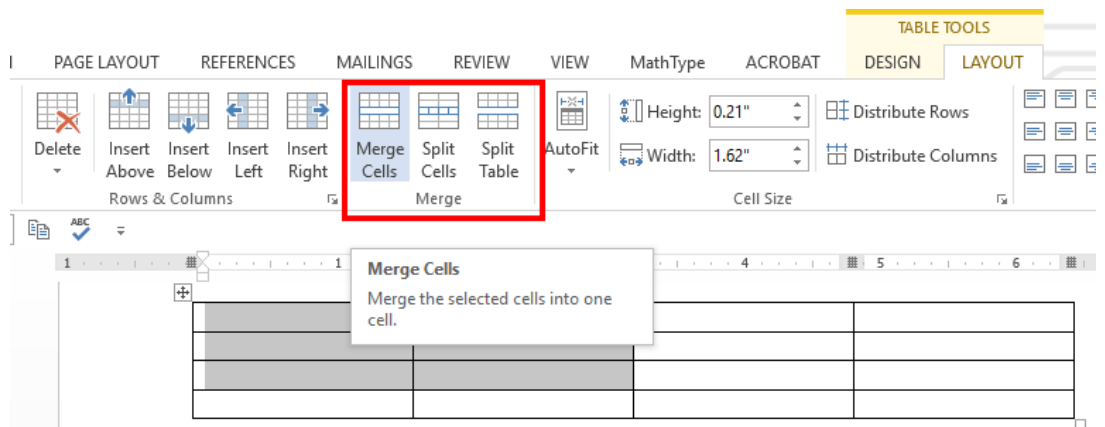 TABLE TOOLS
PAGE LAYOUT REFERENCES MAILINGS REVIEW VIEW MathType ACROBAT DESIGN LAYOUT
Delete
Insert Above
Insert Below
Insert Left
Insert Right
Rows & Columns
Merge Cells
Split Cells
Split Table
Merge
AutoFit
Height: 0.21"
Width: 1.62"
Distribute Rows
Distribute Columns
Cell Size
ABC
1 1 4 5 6
Merge Cells
Merge the selected cells into one
cell.